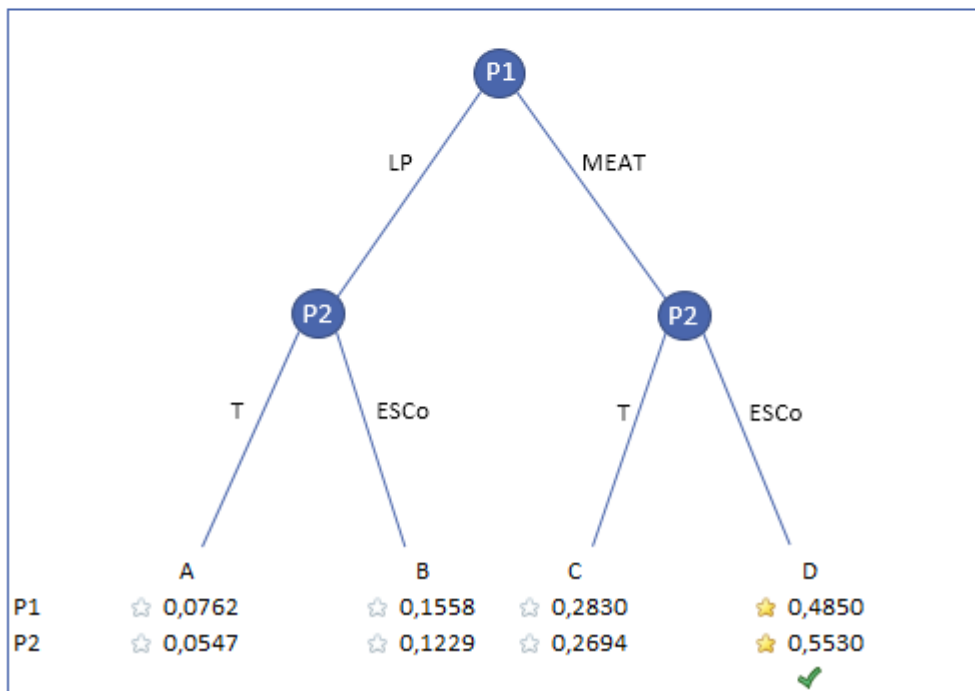 P1
LP MEAT
P2 P2
T ESCo T ESCo
A B C D
P1 0,0762 0,1558 0,2830 0,4850
P2 0,0547 0,1229 0,2694 0,5530